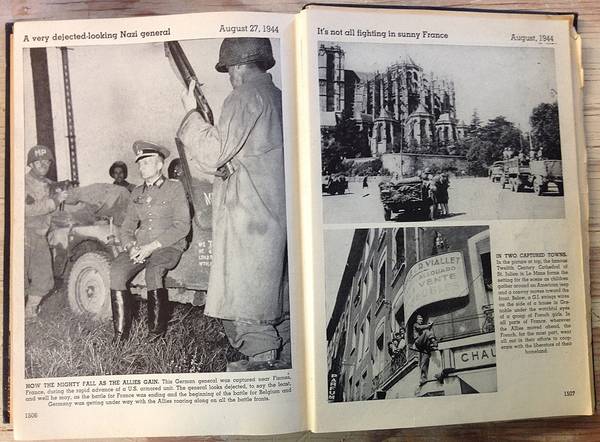 A very dejected-looking Nazi general August 27, 1944
MP
HOW THE MIGHTY FALL AS THE ALLIES GAIN. This German general was captured near Fismes,
France, during the rapid advance of a U.S. armored unit. The general looks dejected, to say the least,
and well he may, as the battle for France was ending and the beginning of the battle for Belgium and
Germany was getting under way with the Allies roaring along on all the battle fronts.
1506
It's not all fighting in sunny France August, 1944
VIALLET
VENTE
CHAU
IN TWO CAPTURED TOWNS.
In the picture at top, the famous
Twelfth Century Cathedral of
St. Julien in Le Mans forms the
setting for the scene as children
gather around an American jeep
and a convoy moves toward the
front. Below, a G.I. swings wires
on the side of a house in Gre-
noble under the watchful eyes
of a group of French girls. In
all parts of France, wherever
the Allies moved ahead, the
French, for the most part, went
all out in their efforts to coop-
erate with the liberators of their
homeland.
1507